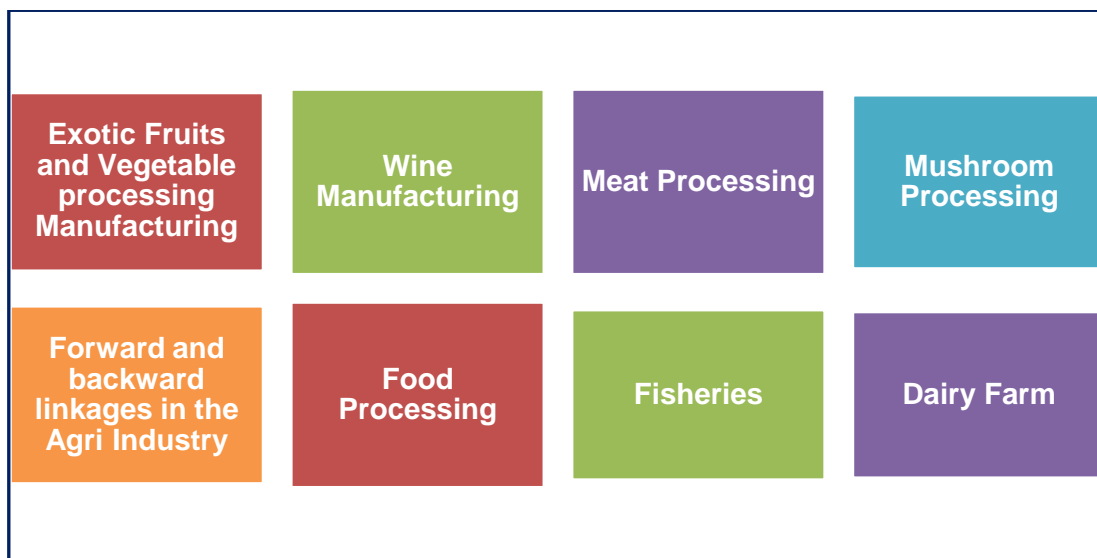 Exotic Fruits
and Vegetable
processing
Manufacturing
Wine
Manufacturing
Meat Processing
Mushroom
Processing
Forward and
backward
linkages in the
Agri Industry
Food
Processing
Fisheries
Dairy Farm